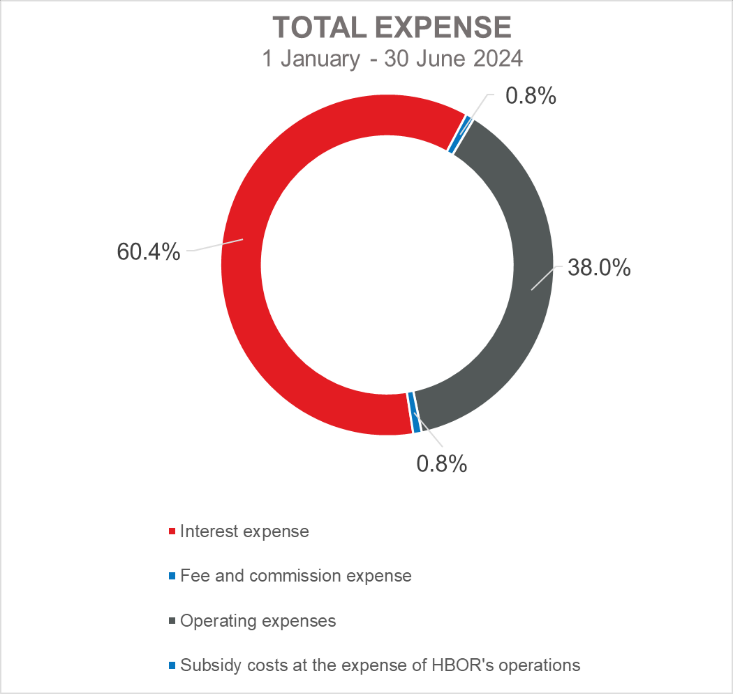 TOTAL EXPENSE
1 January - 30 June 2024
0.8%
60.4%
38.0%
0.8%
Interest expense
Fee and commission expense
Operating expenses
Subsidy costs at the expense of HBOR's operations